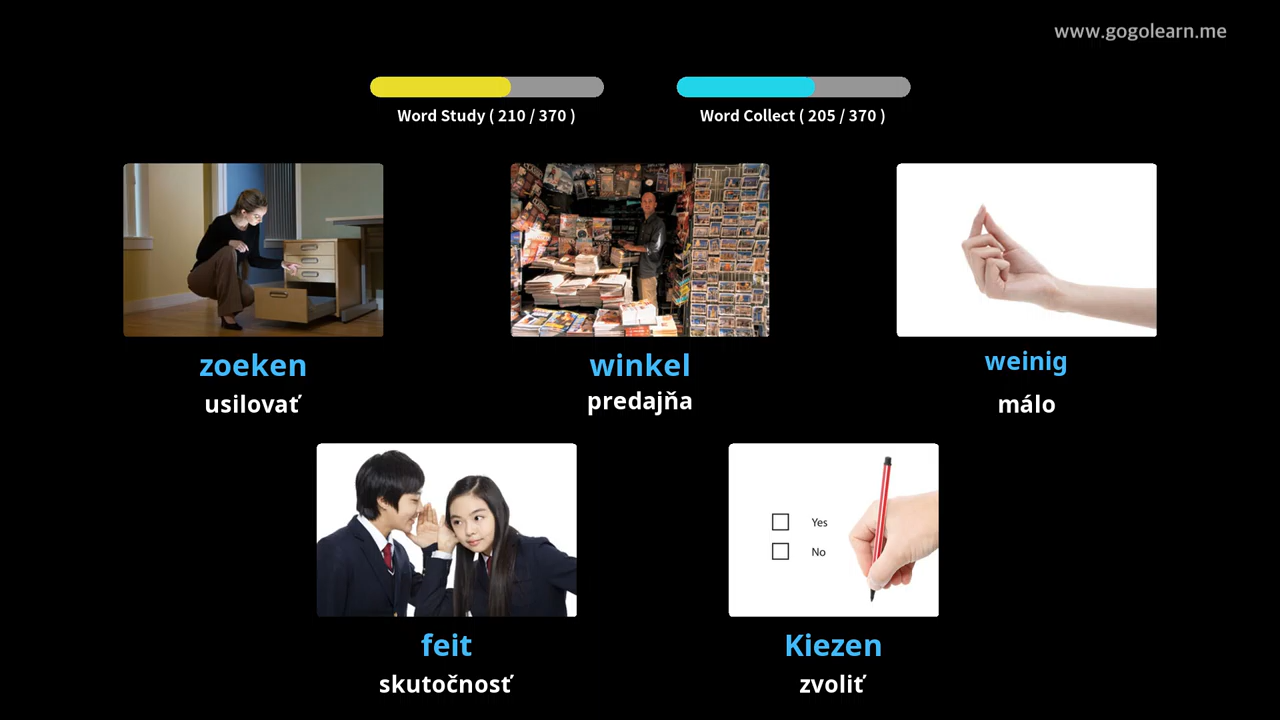 www.gogolearn.me
Word Study ( 210 / 370 )
Word Collect ( 205 / 370 )
zoeken
usilovať
winkel
predajňa
weinig
málo
Yes
No
feit
skutočnosť
Kiezen
zvoliť